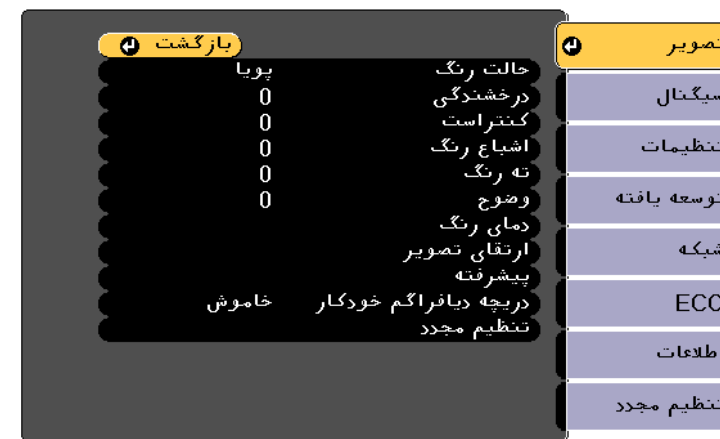 تصویر
سیگنال
تنظیمات
توسعه یافته
شبکه
ECO
اطلاعات
تنظیم مجدد
بازگشت
حالت رنگ پویا
درخشندگی 0
کنتراست 0
اشباع رنگ 0
ته رنگ 0
وضوح 0
دمای رنگ
ارتقای تصویر
پیشرفته
دریچه دیافراگم خودکار خاموش
تنظیم مجدد